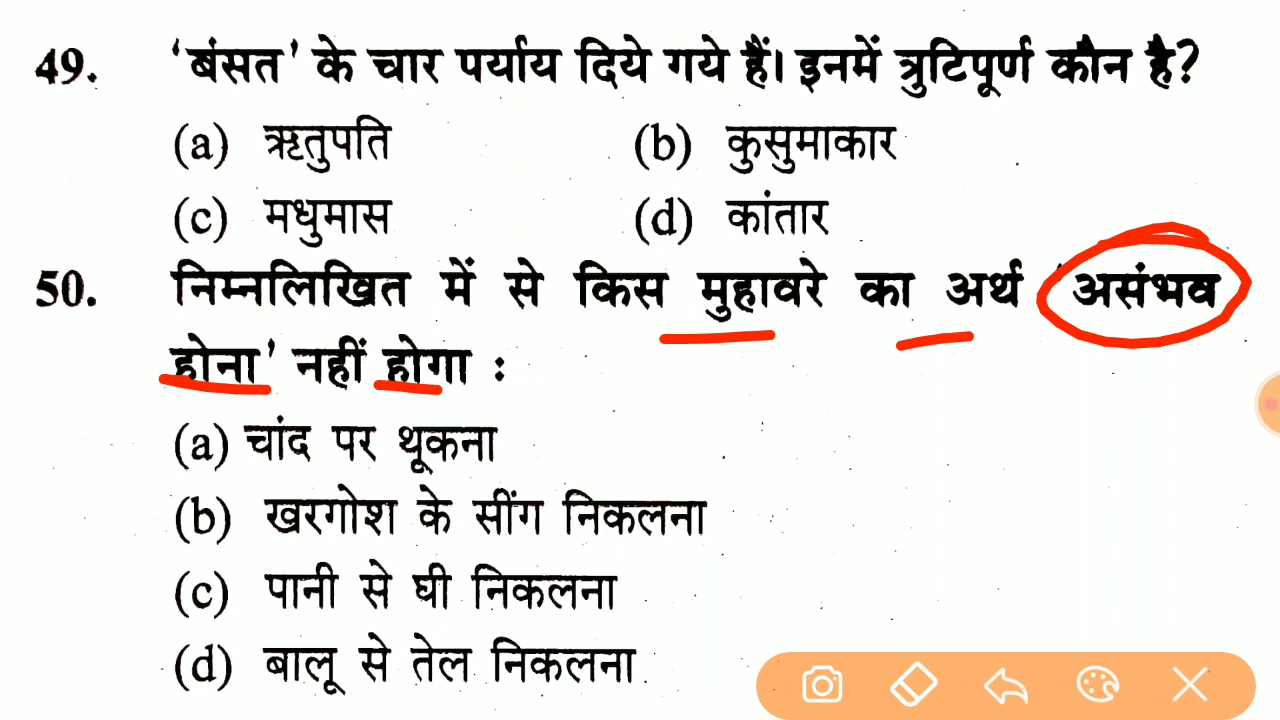 49. 'बंसत' के चार पर्याय दिये गये हैं। इनमें त्रुटिपूर्ण कौन है?
(a) ऋतुपति (b) कुसुमाकार
(c) मधुमास (d) कांतार
50. निम्नलिखित में से किस मुहावरे का अर्थ 'असंभव
होना' नहीं होगा :
(a) चांद पर थूकना
(b) खरगोश के सींग निकलना
(c) पानी से घी निकलना
(d) बालू से तेल निकलना